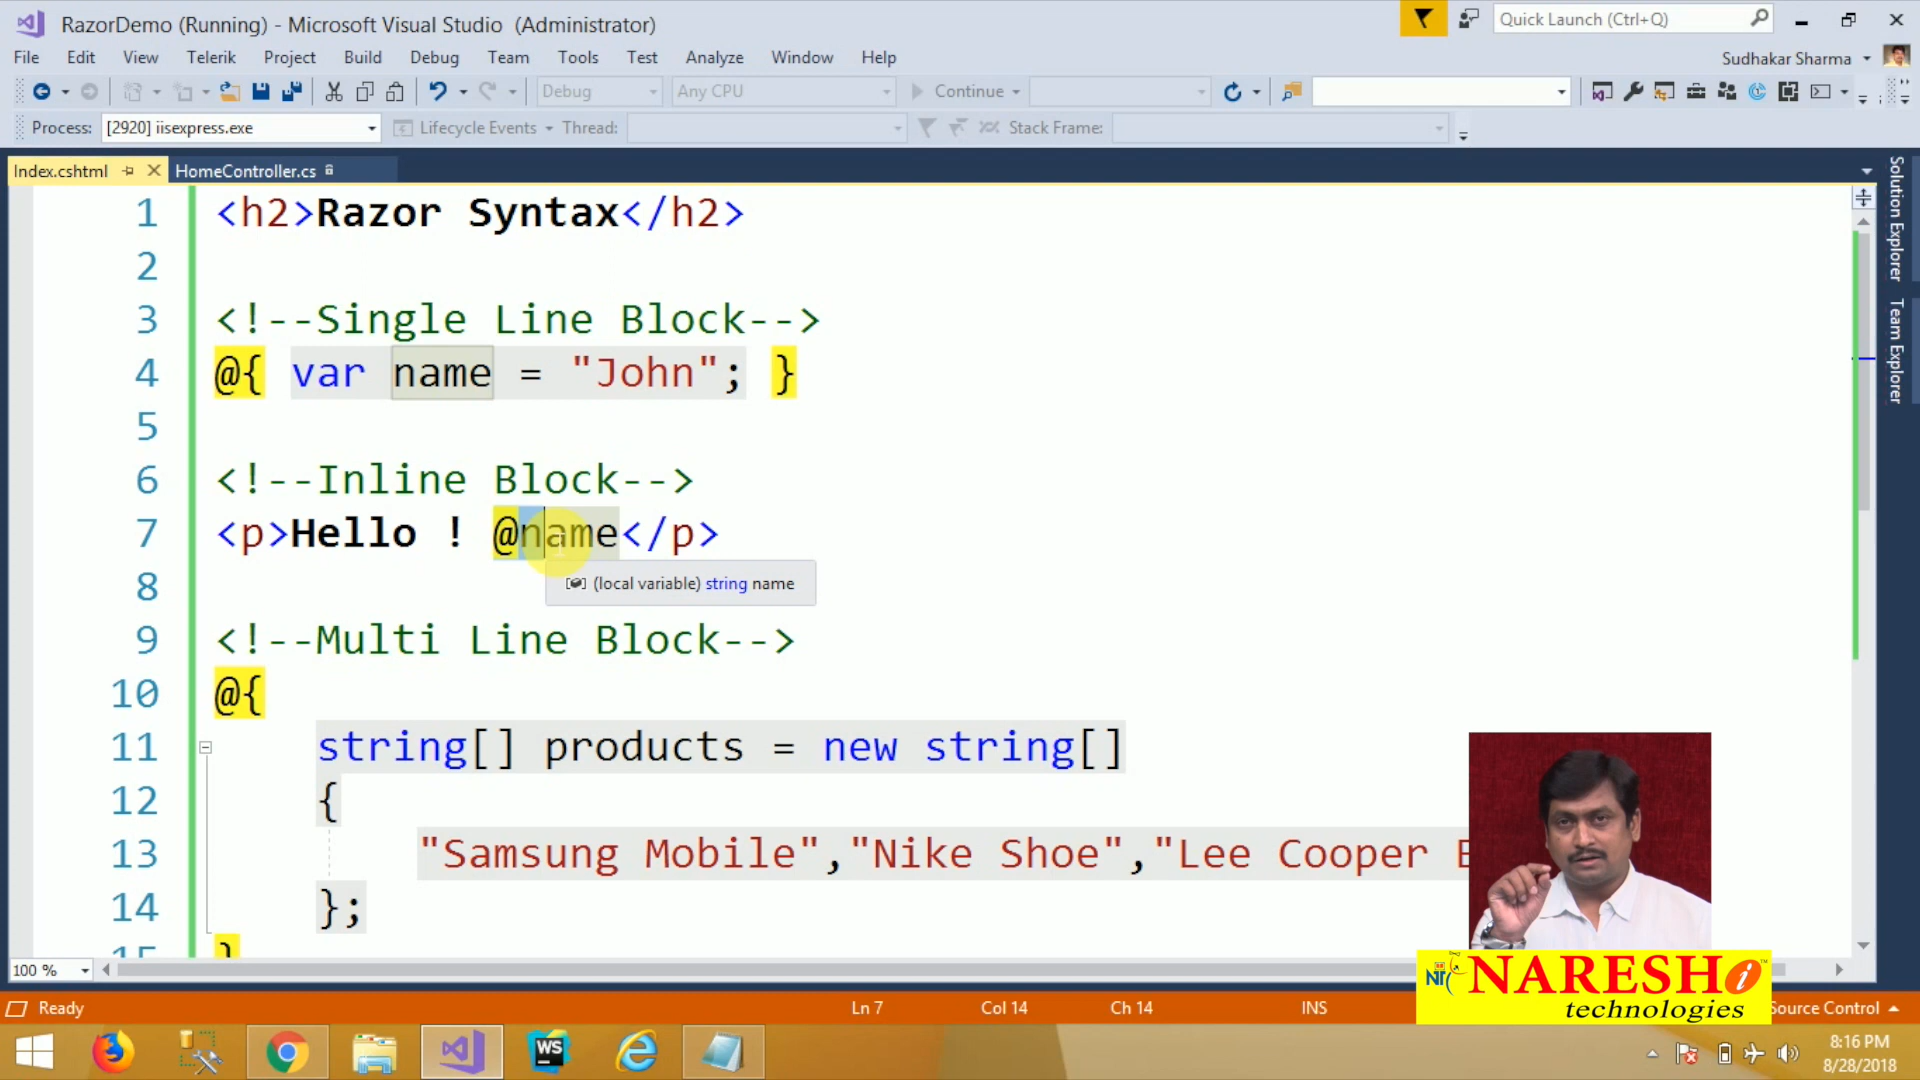 RazorDemo (Running) - Microsoft Visual Studio (Administrator)
Quick Launch (Ctrl+Q)
File Edit View Telerik Project Build Debug Team Tools Test Analyze Window Help
Sudhakar Sharma
Debug Any CPU Continue
Process: [2920] iisexpress.exe Lifecycle Events Thread: Stack Frame:
Index.cshtml HomeController.cs
Solution Explorer
Team Explorer
1 <h2>Razor Syntax</h2>
2
3 <!--Single Line Block-->
4 @{ var name = "John"; }
5
6 <!--Inline Block-->
7 <p>Hello ! @name</p>
(local variable) string name
8
9 <!--Multi Line Block-->
10 @{
11 string[] products = new string[]
12 {
13 "Samsung Mobile","Nike Shoe","Lee Cooper
14 };
15 }
100 %
NT NARESH i
technologies
Ready Ln 7 Col 14 Ch 14 INS Source Control
WS
8:16 PM
8/28/2018